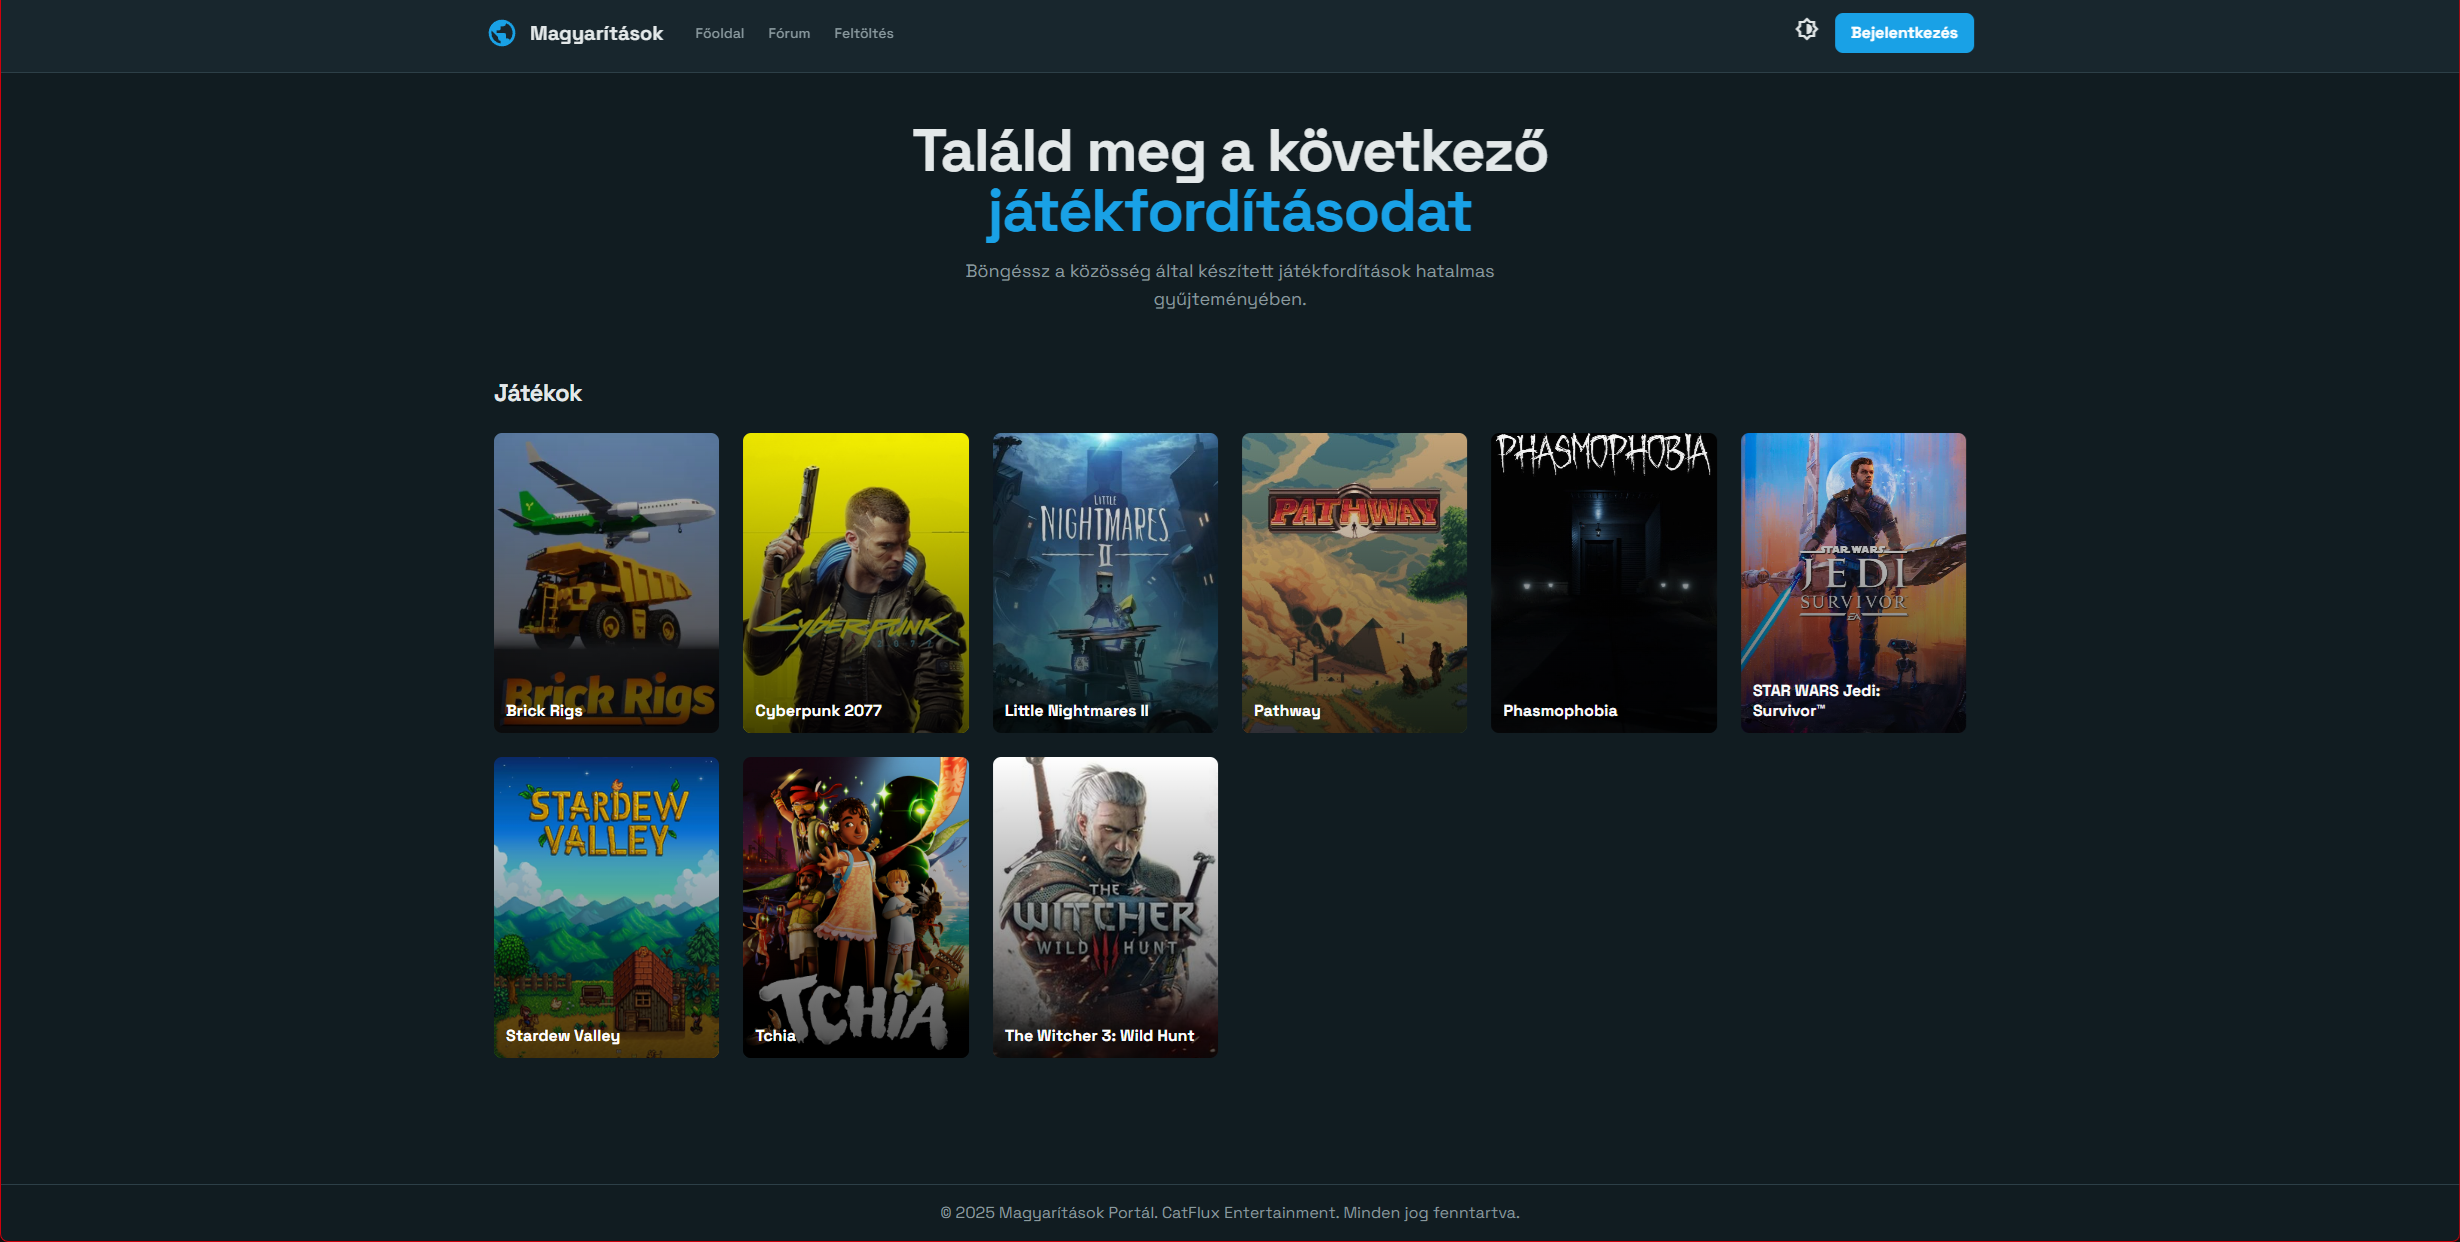 Magyarítások
Főoldal
Fórum
Feltöltés
Bejelentkezés
Találd meg a következő
játékfordításodat
Böngéssz a közösség által készített játékfordítások hatalmas
gyűjteményében.
Játékok
Brick Rigs
Brick Rigs
CYBERPUNK
2077
Cyberpunk 2077
LITTLE
NIGHTMARES
II
Little Nightmares II
PATHWAY
Pathway
PHASMOPHOBIA
Phasmophobia
STAR WARS
JEDI
SURVIVOR
EA
STAR WARS Jedi:
Survivor™
STARDEW
VALLEY
Stardew Valley
TCHIA
Tchia
THE
WITCHER
WILD HUNT
The Witcher 3: Wild Hunt
© 2025 Magyarítások Portál. CatFlux Entertainment. Minden jog fenntartva.